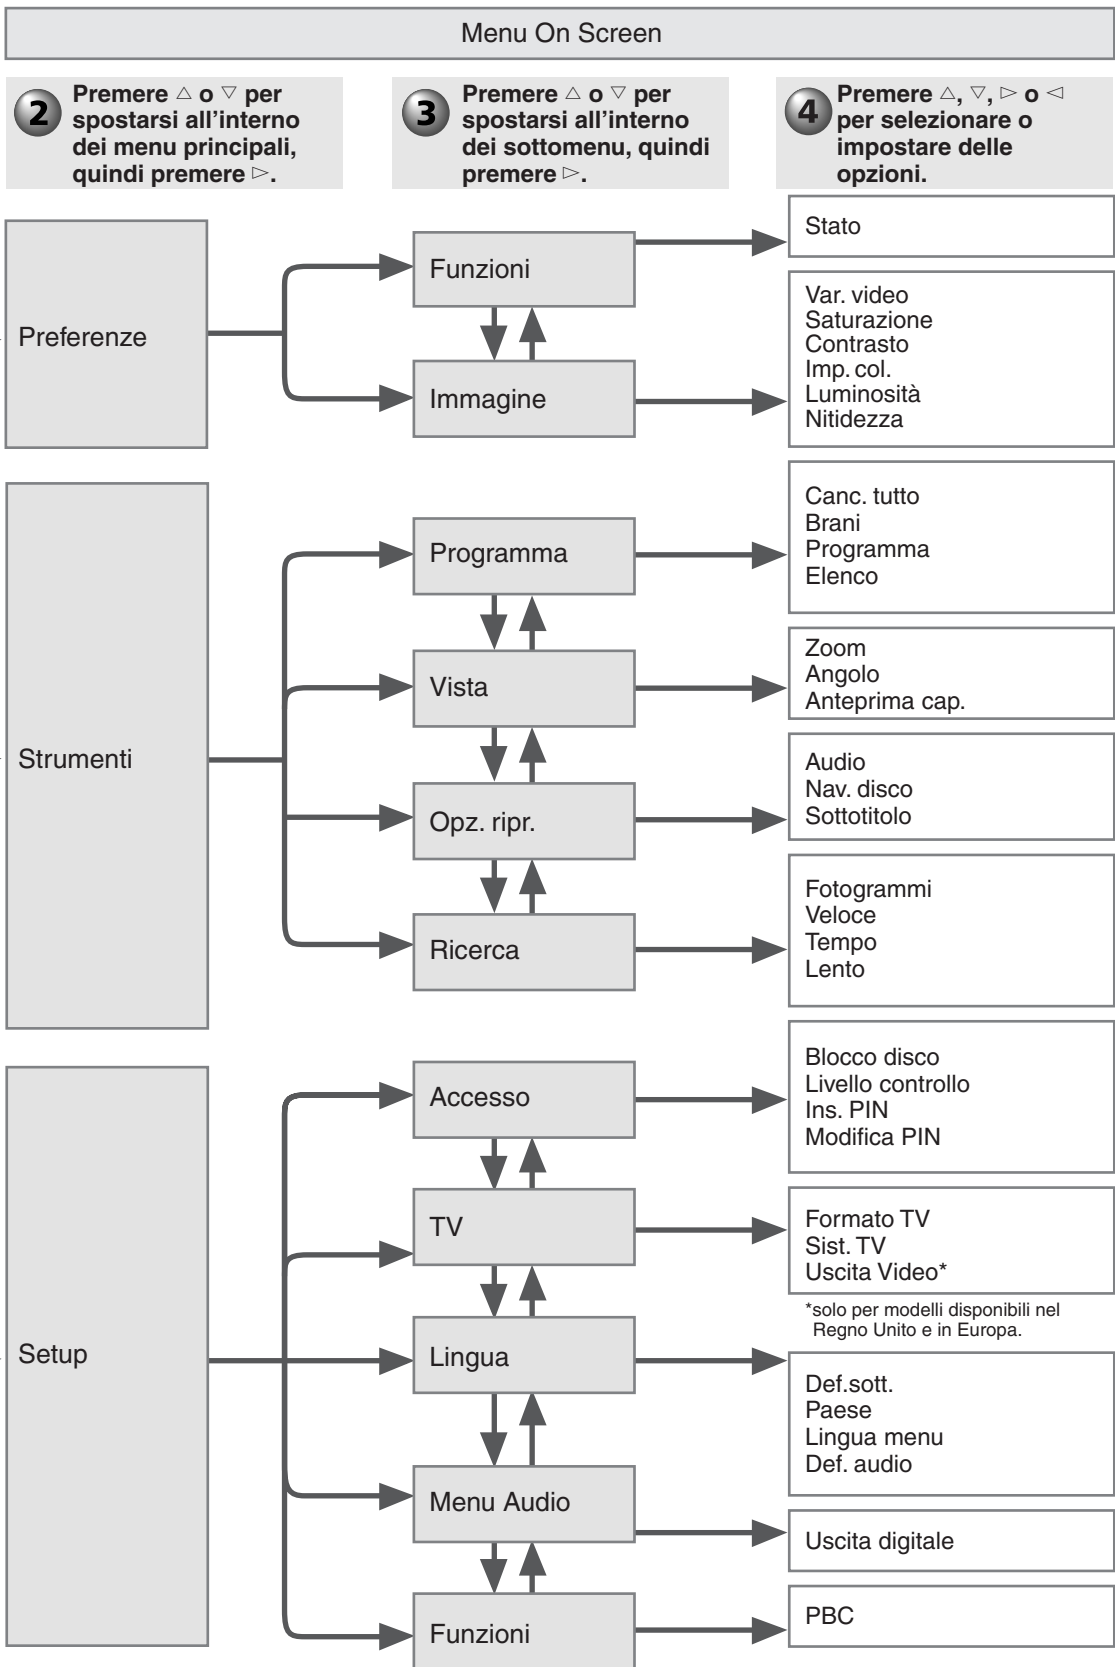 Menu On Screen
2
Premere △ o ▽ per
spostarsi all'interno
dei menu principali,
quindi premere ▷.
3
Premere △ o ▽ per
spostarsi all'interno
dei sottomenu, quindi
premere ▷.
4
Premere △, ▽, ▷ o ◁
per selezionare o
impostare delle
opzioni.
Preferenze
Funzioni
Stato
Immagine
Var. video
Saturazione
Contrasto
Imp. col.
Luminosità
Nitidezza
Strumenti
Programma
Canc. tutto
Brani
Programma
Elenco
Vista
Zoom
Angolo
Anteprima cap.
Opz. ripr.
Audio
Nav. disco
Sottotitolo
Ricerca
Fotogrammi
Veloce
Tempo
Lento
Setup
Accesso
Blocco disco
Livello controllo
Ins. PIN
Modifica PIN
TV
Formato TV
Sist. TV
Uscita Video*
*solo per modelli disponibili nel
Regno Unito e in Europa.
Lingua
Def.sott.
Paese
Lingua menu
Def. audio
Menu Audio
Uscita digitale
Funzioni
PBC